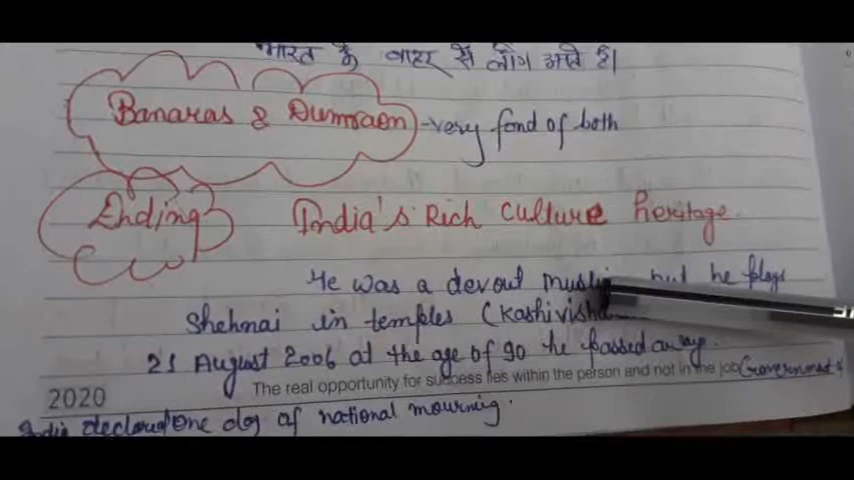 भारत के बाहर से लोग आते है।
Banaras & Dumraon -very fond of both
Ending India's Rich culture heritage.
He was a devout but he plays
Shehnai in temples
21 August 2006 at the age of 90 he passed away.
2020 The real opportunity for success lies within the person and not in the job Government of
India declared one day of national mourning.